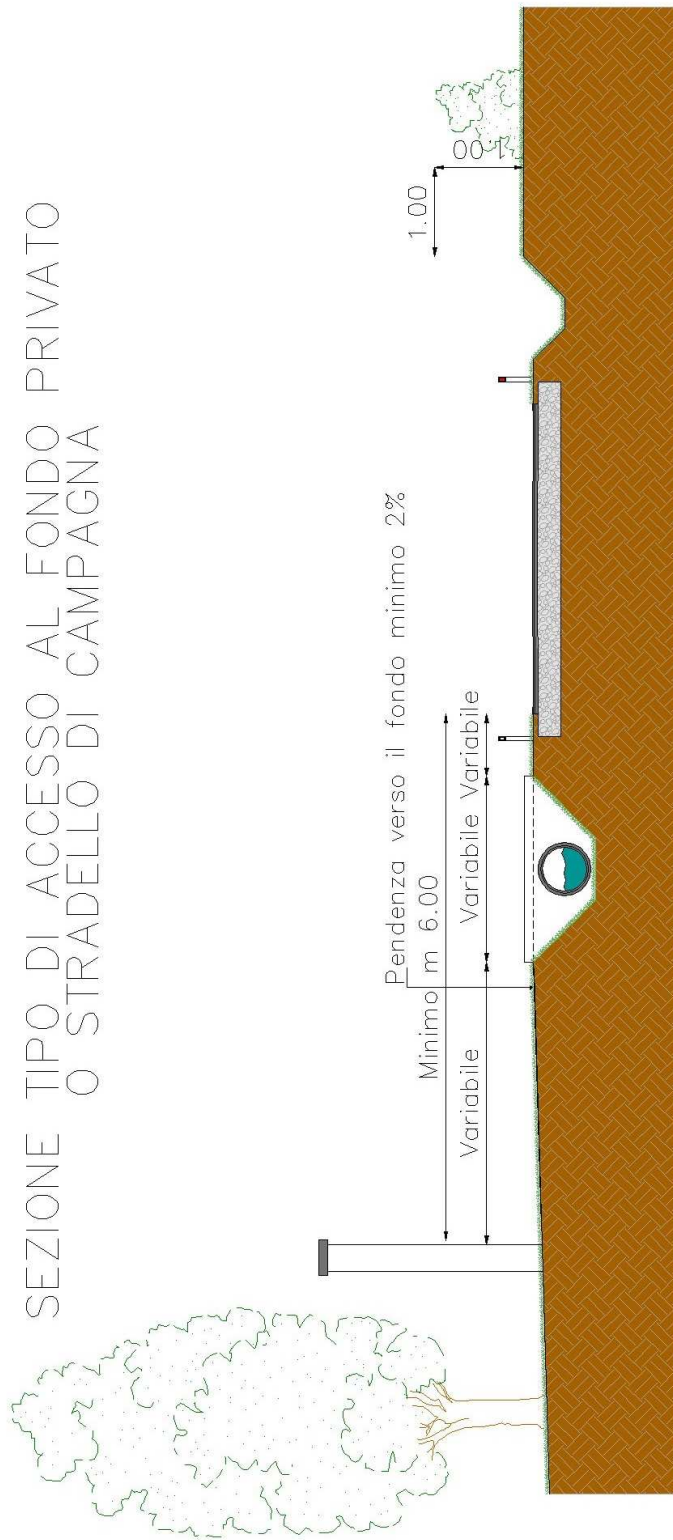 SEZIONE TIPO DI ACCESSO AL FONDO PRIVATO
O STRADELLO DI CAMPAGNA
Pendenza verso il fondo minimo 2%
Minimo m 6.00
Variabile
Variabile
Variabile
1.00
1.00